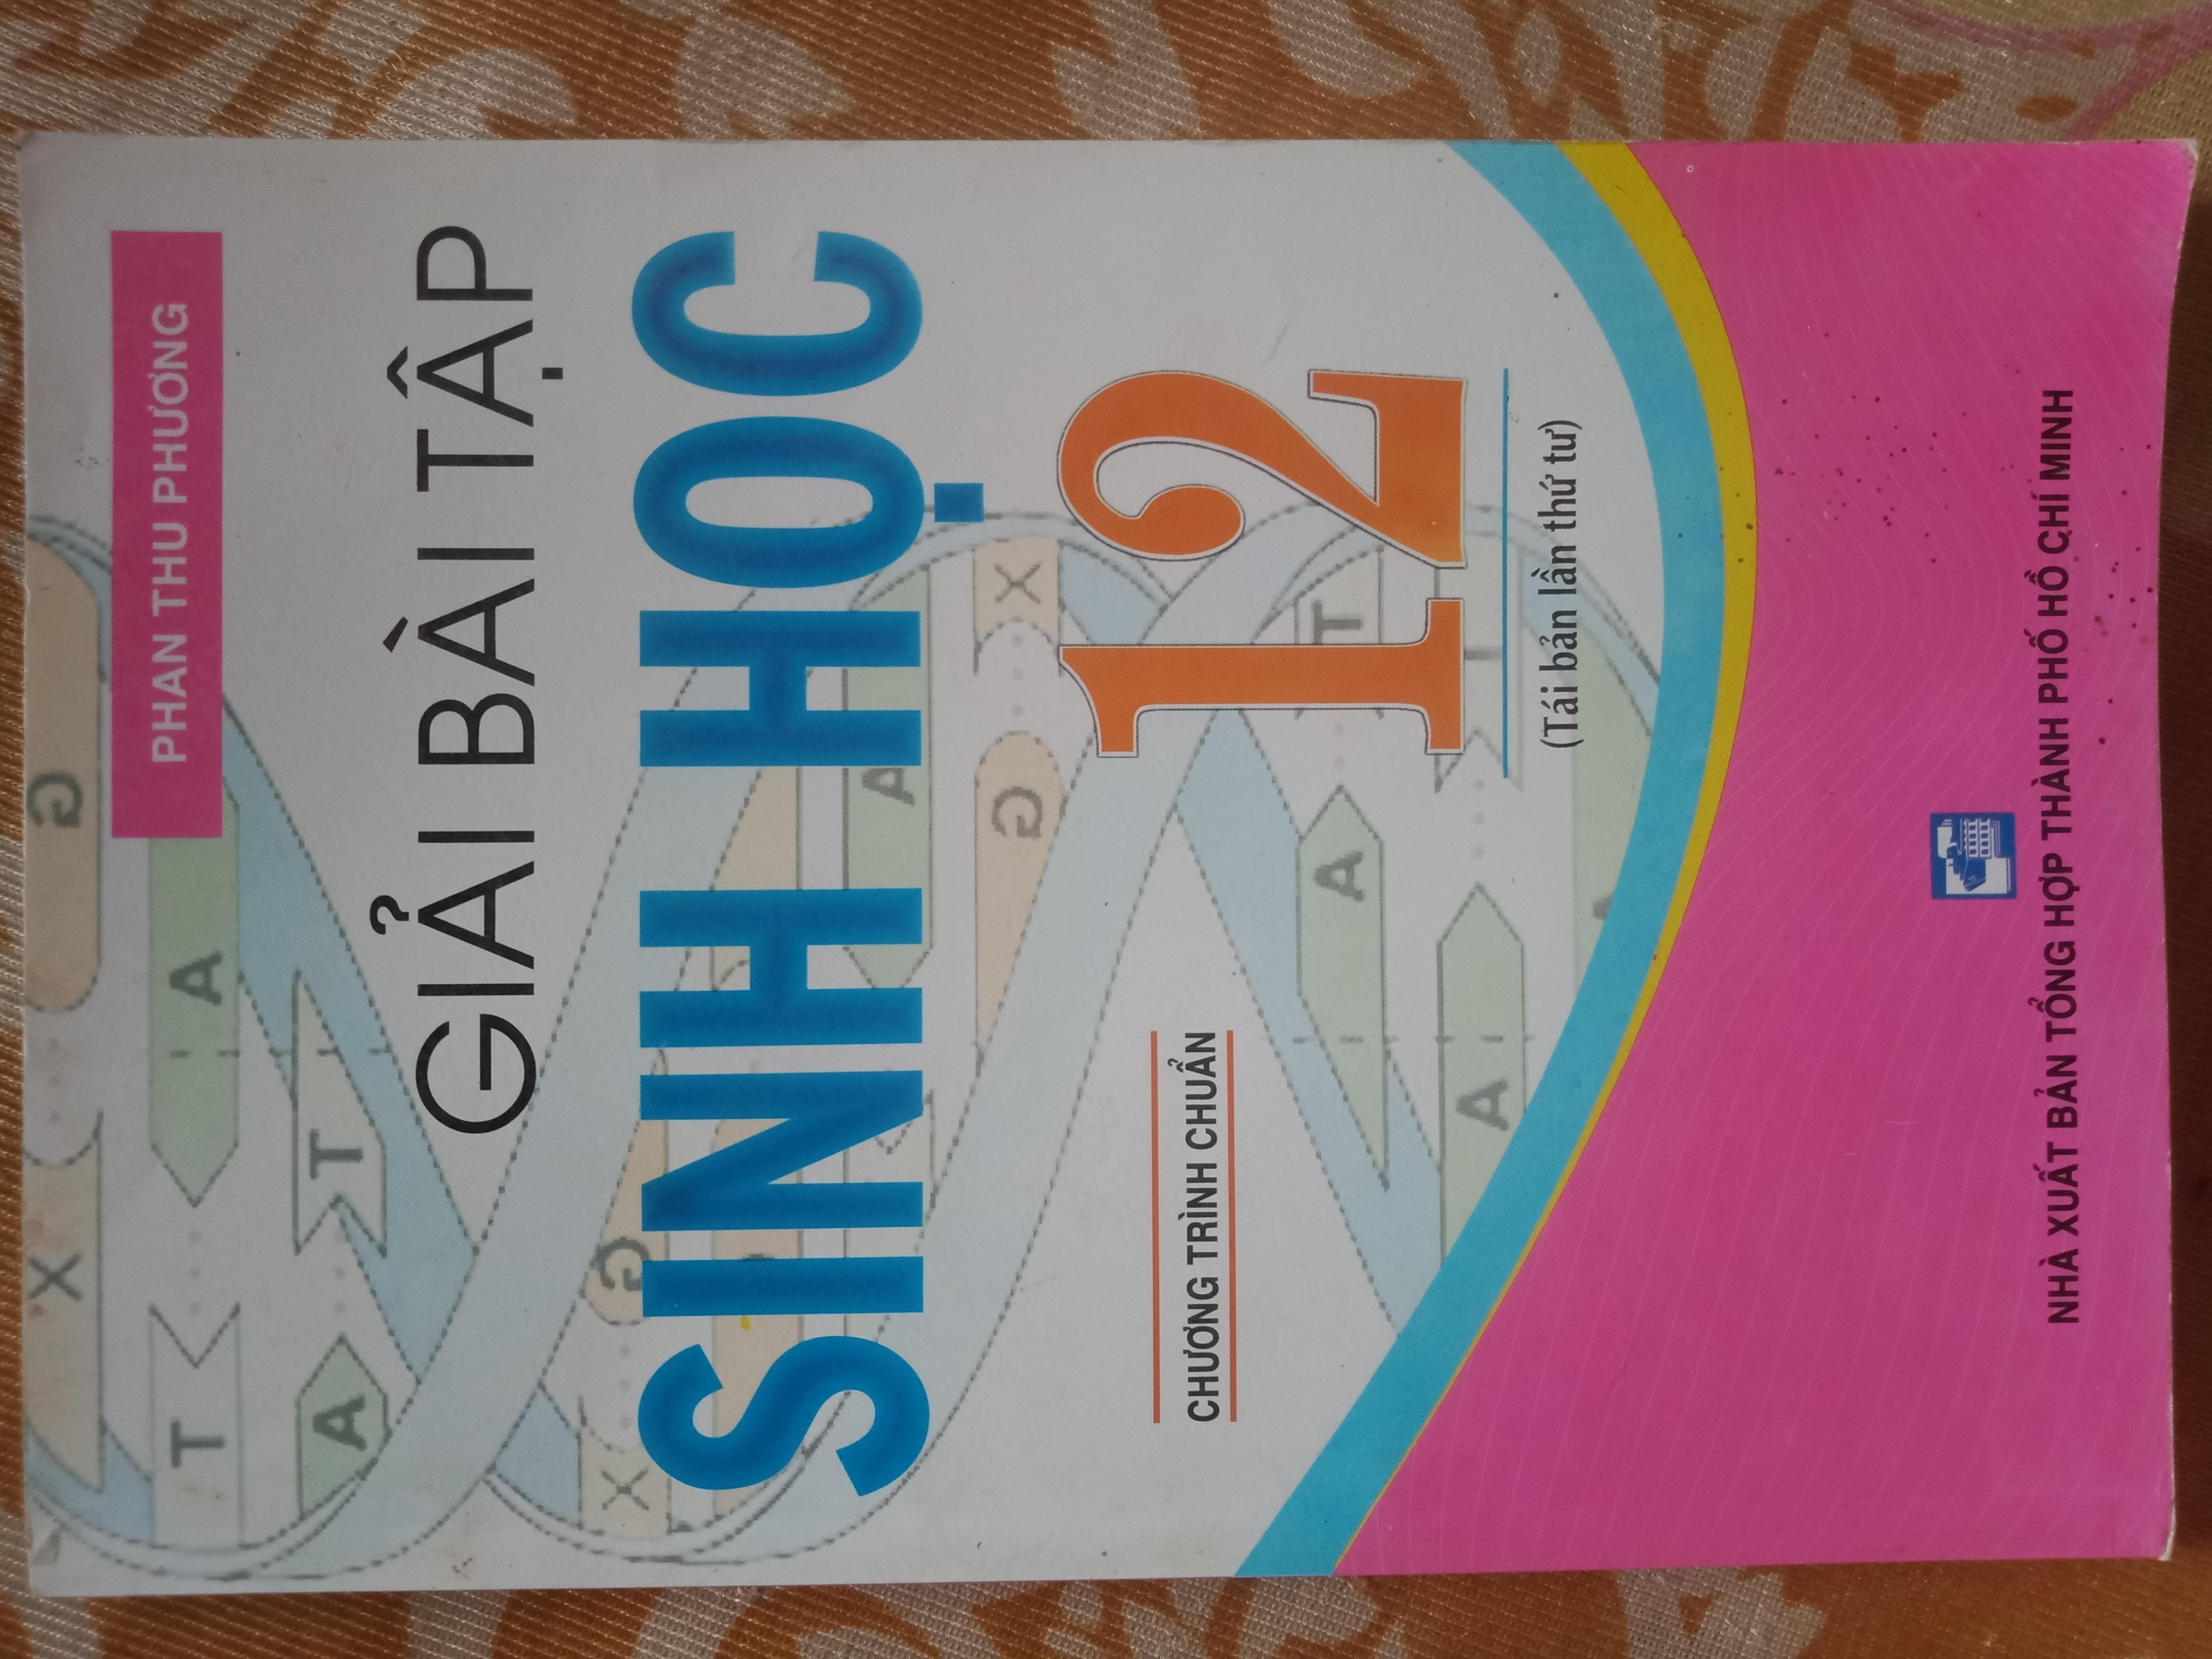 PHAN THU PHƯƠNG
GIẢI BÀI TẬP
SINH HỌC
12
CHƯƠNG TRÌNH CHUẨN
(Tái bản lần thứ tư)
NHÀ XUẤT BẢN TỔNG HỢP THÀNH PHỐ HỒ CHÍ MINH